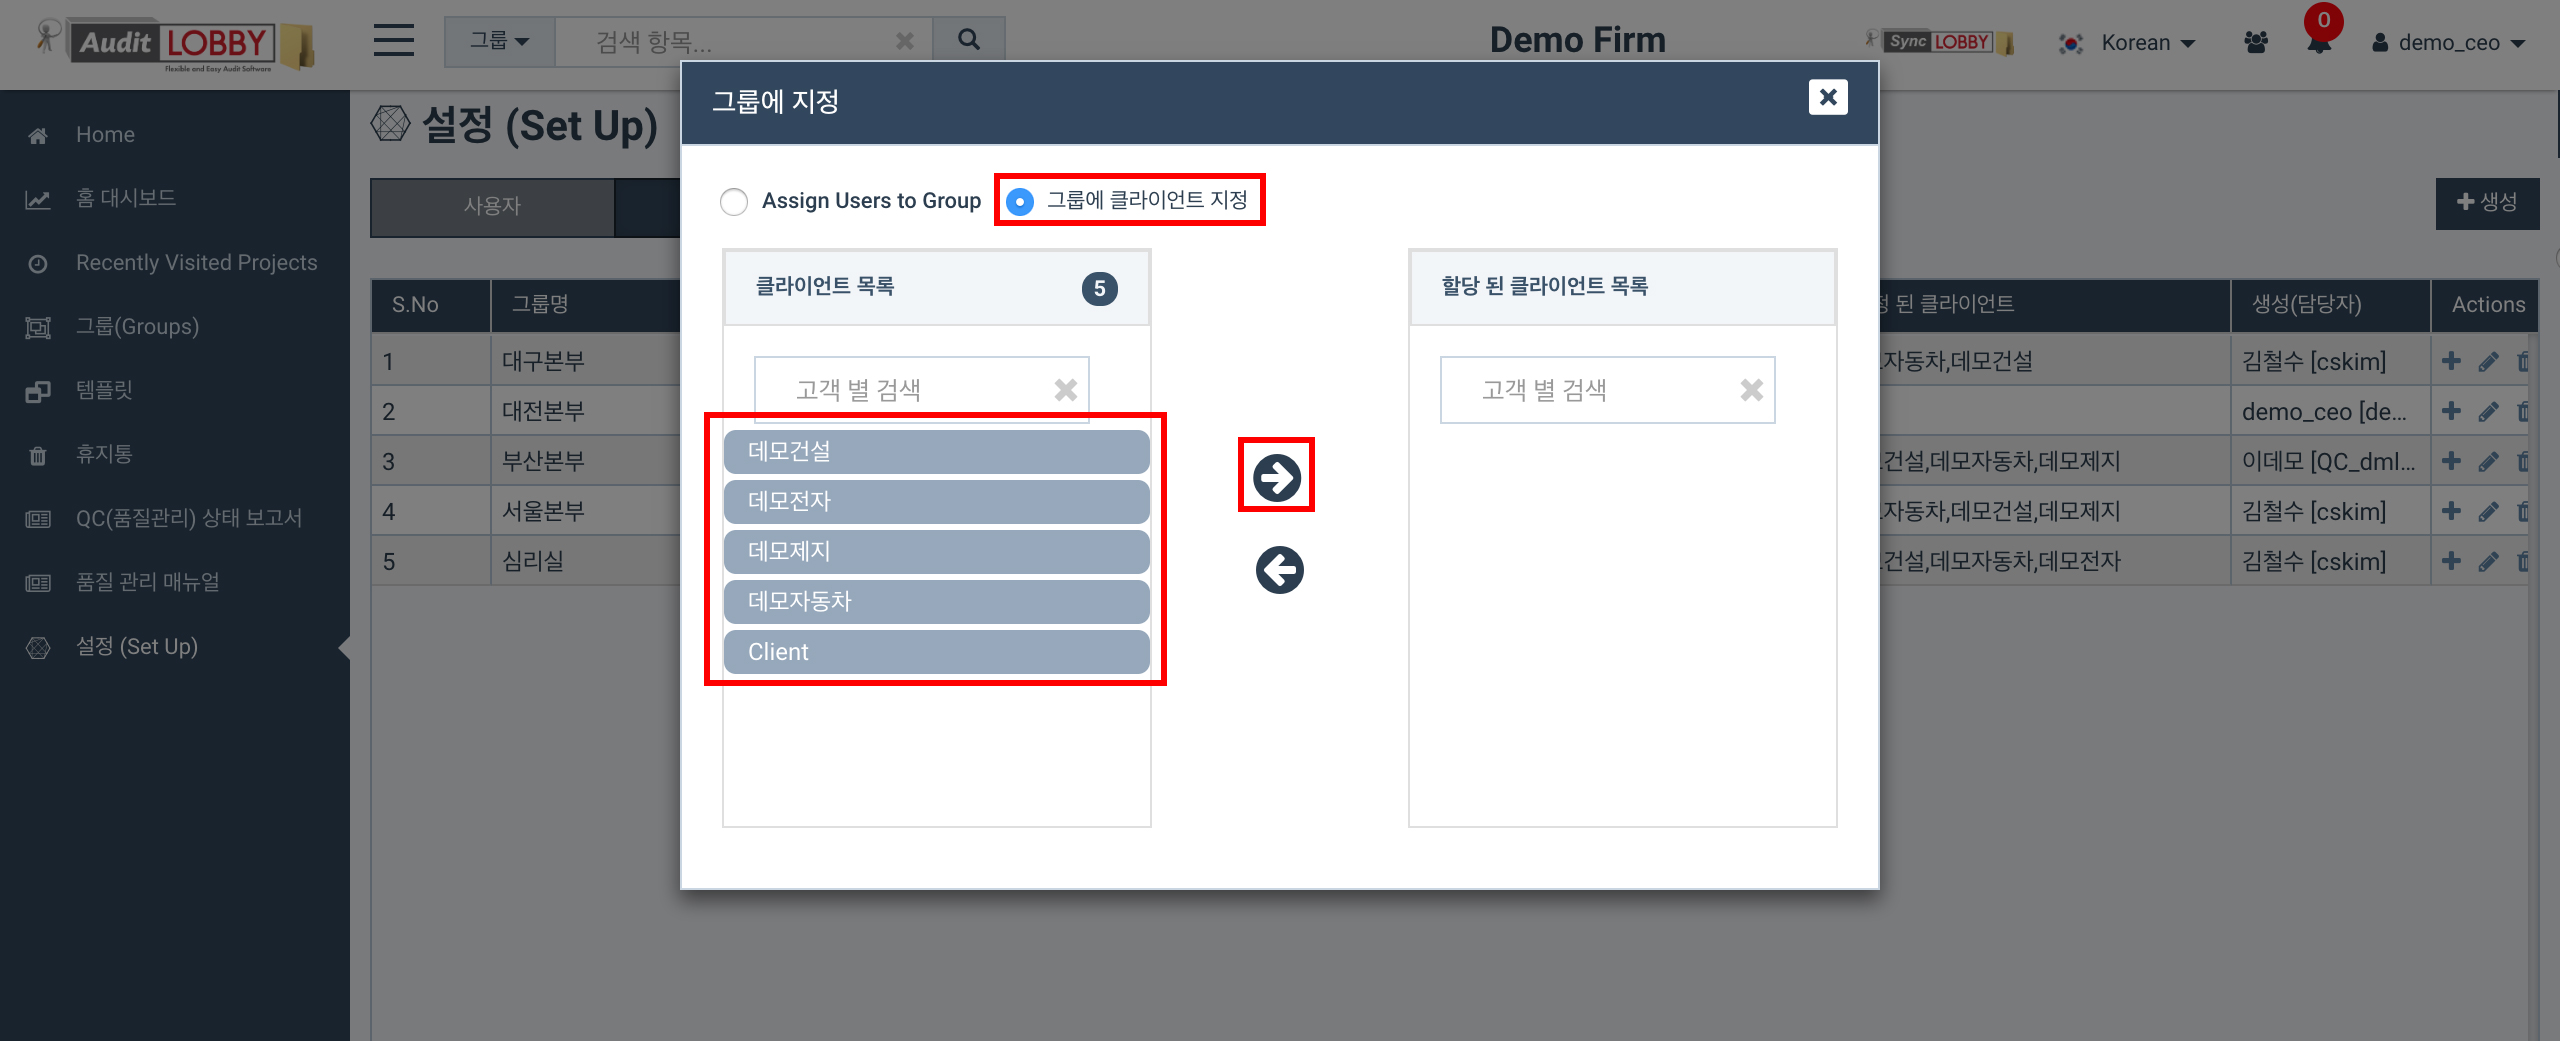 Audit LOBBY
Flexible and Easy Audit Software
그룹
검색 항목...
Demo Firm
Sync LOBBY
Korean
0
demo_ceo
Home
홈 대시보드
Recently Visited Projects
그룹(Groups)
템플릿
휴지통
QC(품질관리) 상태 보고서
품질 관리 매뉴얼
설정 (Set Up)
설정 (Set Up)
사용자
생성
그룹에 지정
Assign Users to Group
그룹에 클라이언트 지정
클라이언트 목록
5
고객 별 검색
데모건설
데모전자
데모제지
데모자동차
Client
할당 된 클라이언트 목록
고객 별 검색
S.No 그룹명 된 클라이언트 생성(담당자) Actions
1 대구본부 자동차,데모건설 김철수 [cskim]
2 대전본부 demo_ceo [de...
3 부산본부 건설,데모자동차,데모제지 이데모 [QC_dml...
4 서울본부 자동차,데모건설,데모제지 김철수 [cskim]
5 심리실 건설,데모자동차,데모전자 김철수 [cskim]